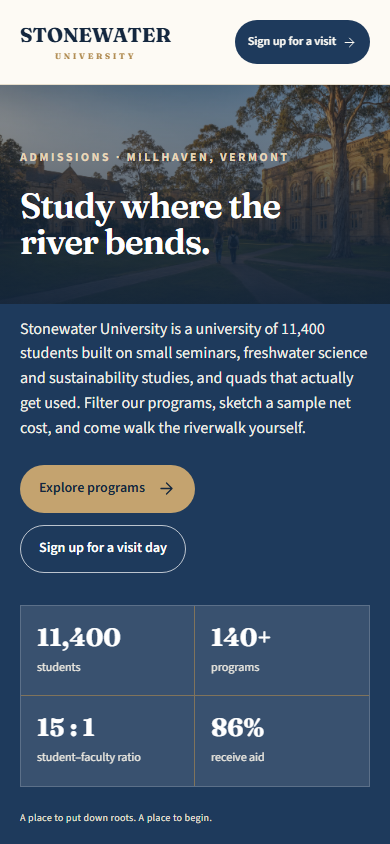 STONEWATER
UNIVERSITY
Sign up for a visit →
ADMISSIONS · MILLHAVEN, VERMONT
Study where the
river bends.
Stonewater University is a university of 11,400
students built on small seminars, freshwater science
and sustainability studies, and quads that actually
get used. Filter our programs, sketch a sample net
cost, and come walk the riverwalk yourself.
Explore programs →
Sign up for a visit day
11,400
students
140+
programs
15 : 1
student–faculty ratio
86%
receive aid
A place to put down roots. A place to begin.